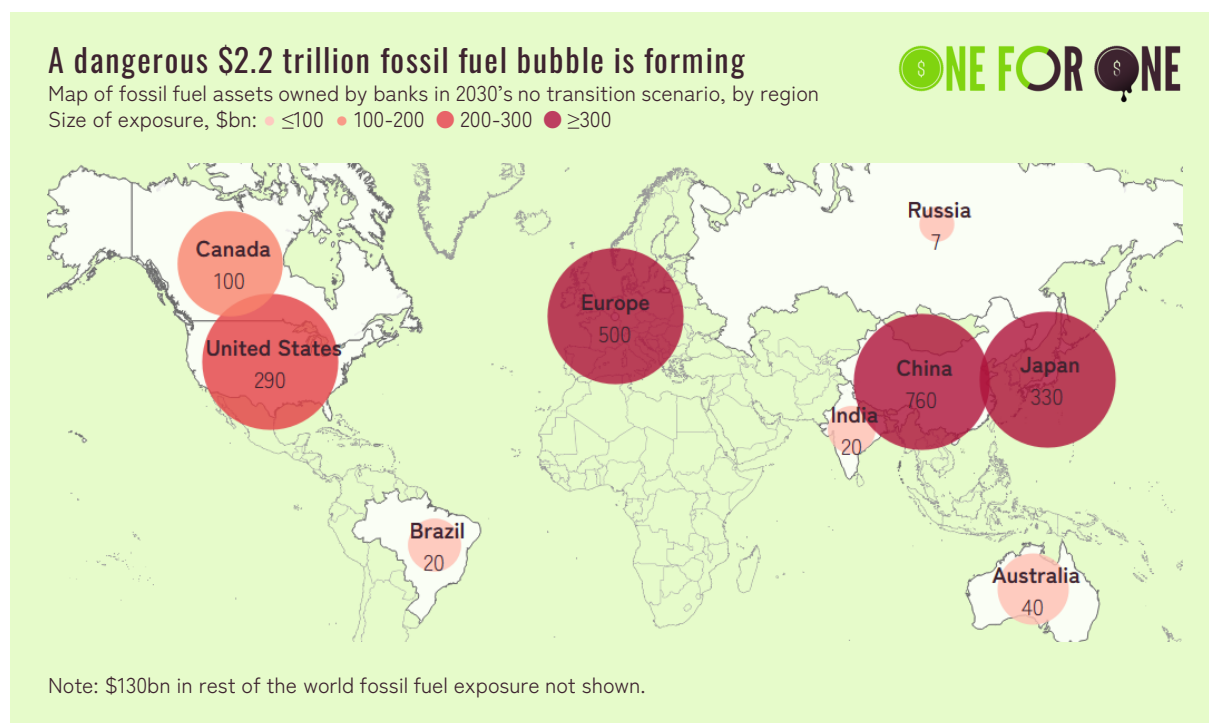 A dangerous $2.2 trillion fossil fuel bubble is forming
ONE FOR ONE
Map of fossil fuel assets owned by banks in 2030's no transition scenario, by region
Size of exposure, $bn: ≤100 100-200 200-300 ≥300
Russia
7
Canada
100
Europe
500
United States
290
China
760
Japan
330
India
20
Brazil
20
Australia
40
Note: $130bn in rest of the world fossil fuel exposure not shown.